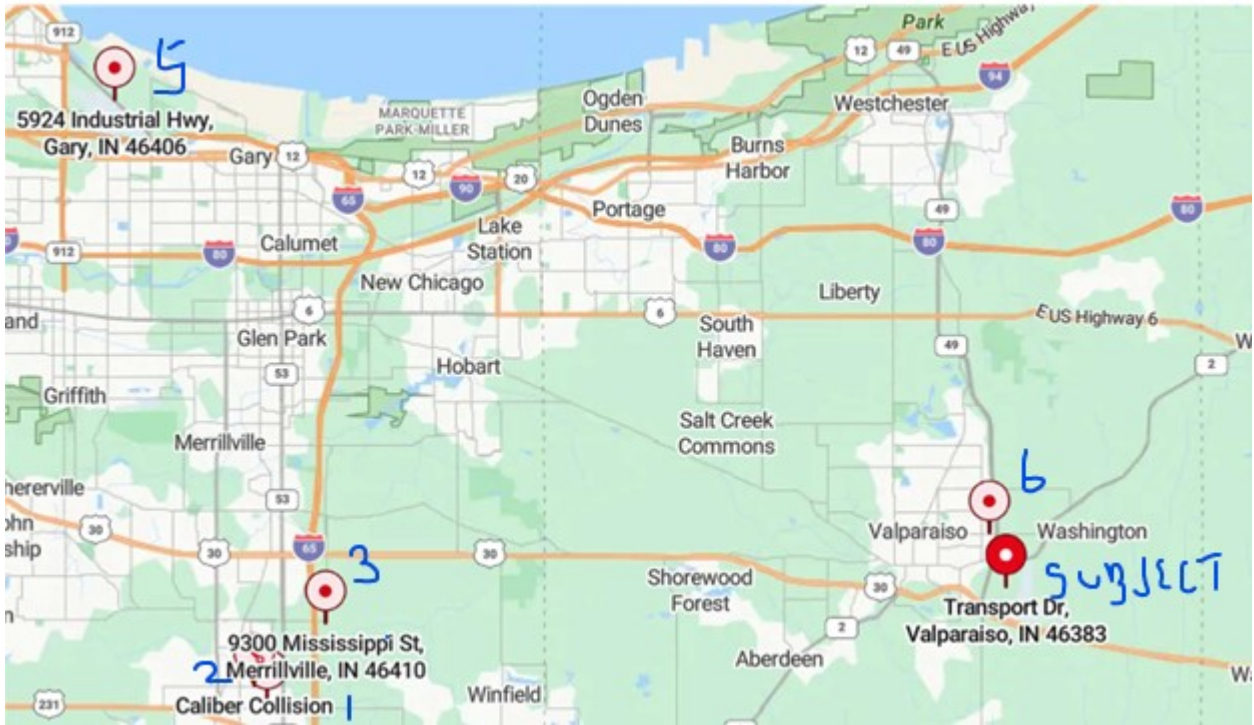 Park
912
5
12
49
E US Highway
94
5924 Industrial Hwy,
Gary, IN 46406
MARQUETTE
PARK-MILLER
Ogden
Dunes
Westchester
Gary
12
12
20
Burns
Harbor
65
90
Portage
49
80
912
80
Calumet
Lake
Station
80
80
New Chicago
Liberty
6
6
E US Highway 6
and
Glen Park
South
Haven
49
W
53
Hobart
2
Griffith
Salt Creek
Commons
Merrillville
6
hererville
53
30
ohn
ship
Valparaiso
Washington
30
65
3
30
Shorewood
Forest
30
SUBJECT
Transport Dr,
Valparaiso, IN 46383
9300 Mississippi St,
Merrillville, IN 46410
2
2
Aberdeen
231
Caliber Collision
1
Winfield